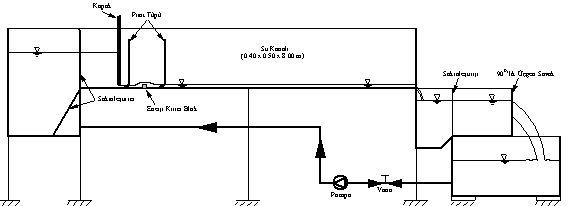 Kapak
Pitot Tüpü
Su Kanalı
(0.40 x 0.50 x 8.00 m)
Sakinleştirici
90° lik Üçgen Savak
Sakinleştirici
Enerji Kırıcı Blok
Pompa
Vana